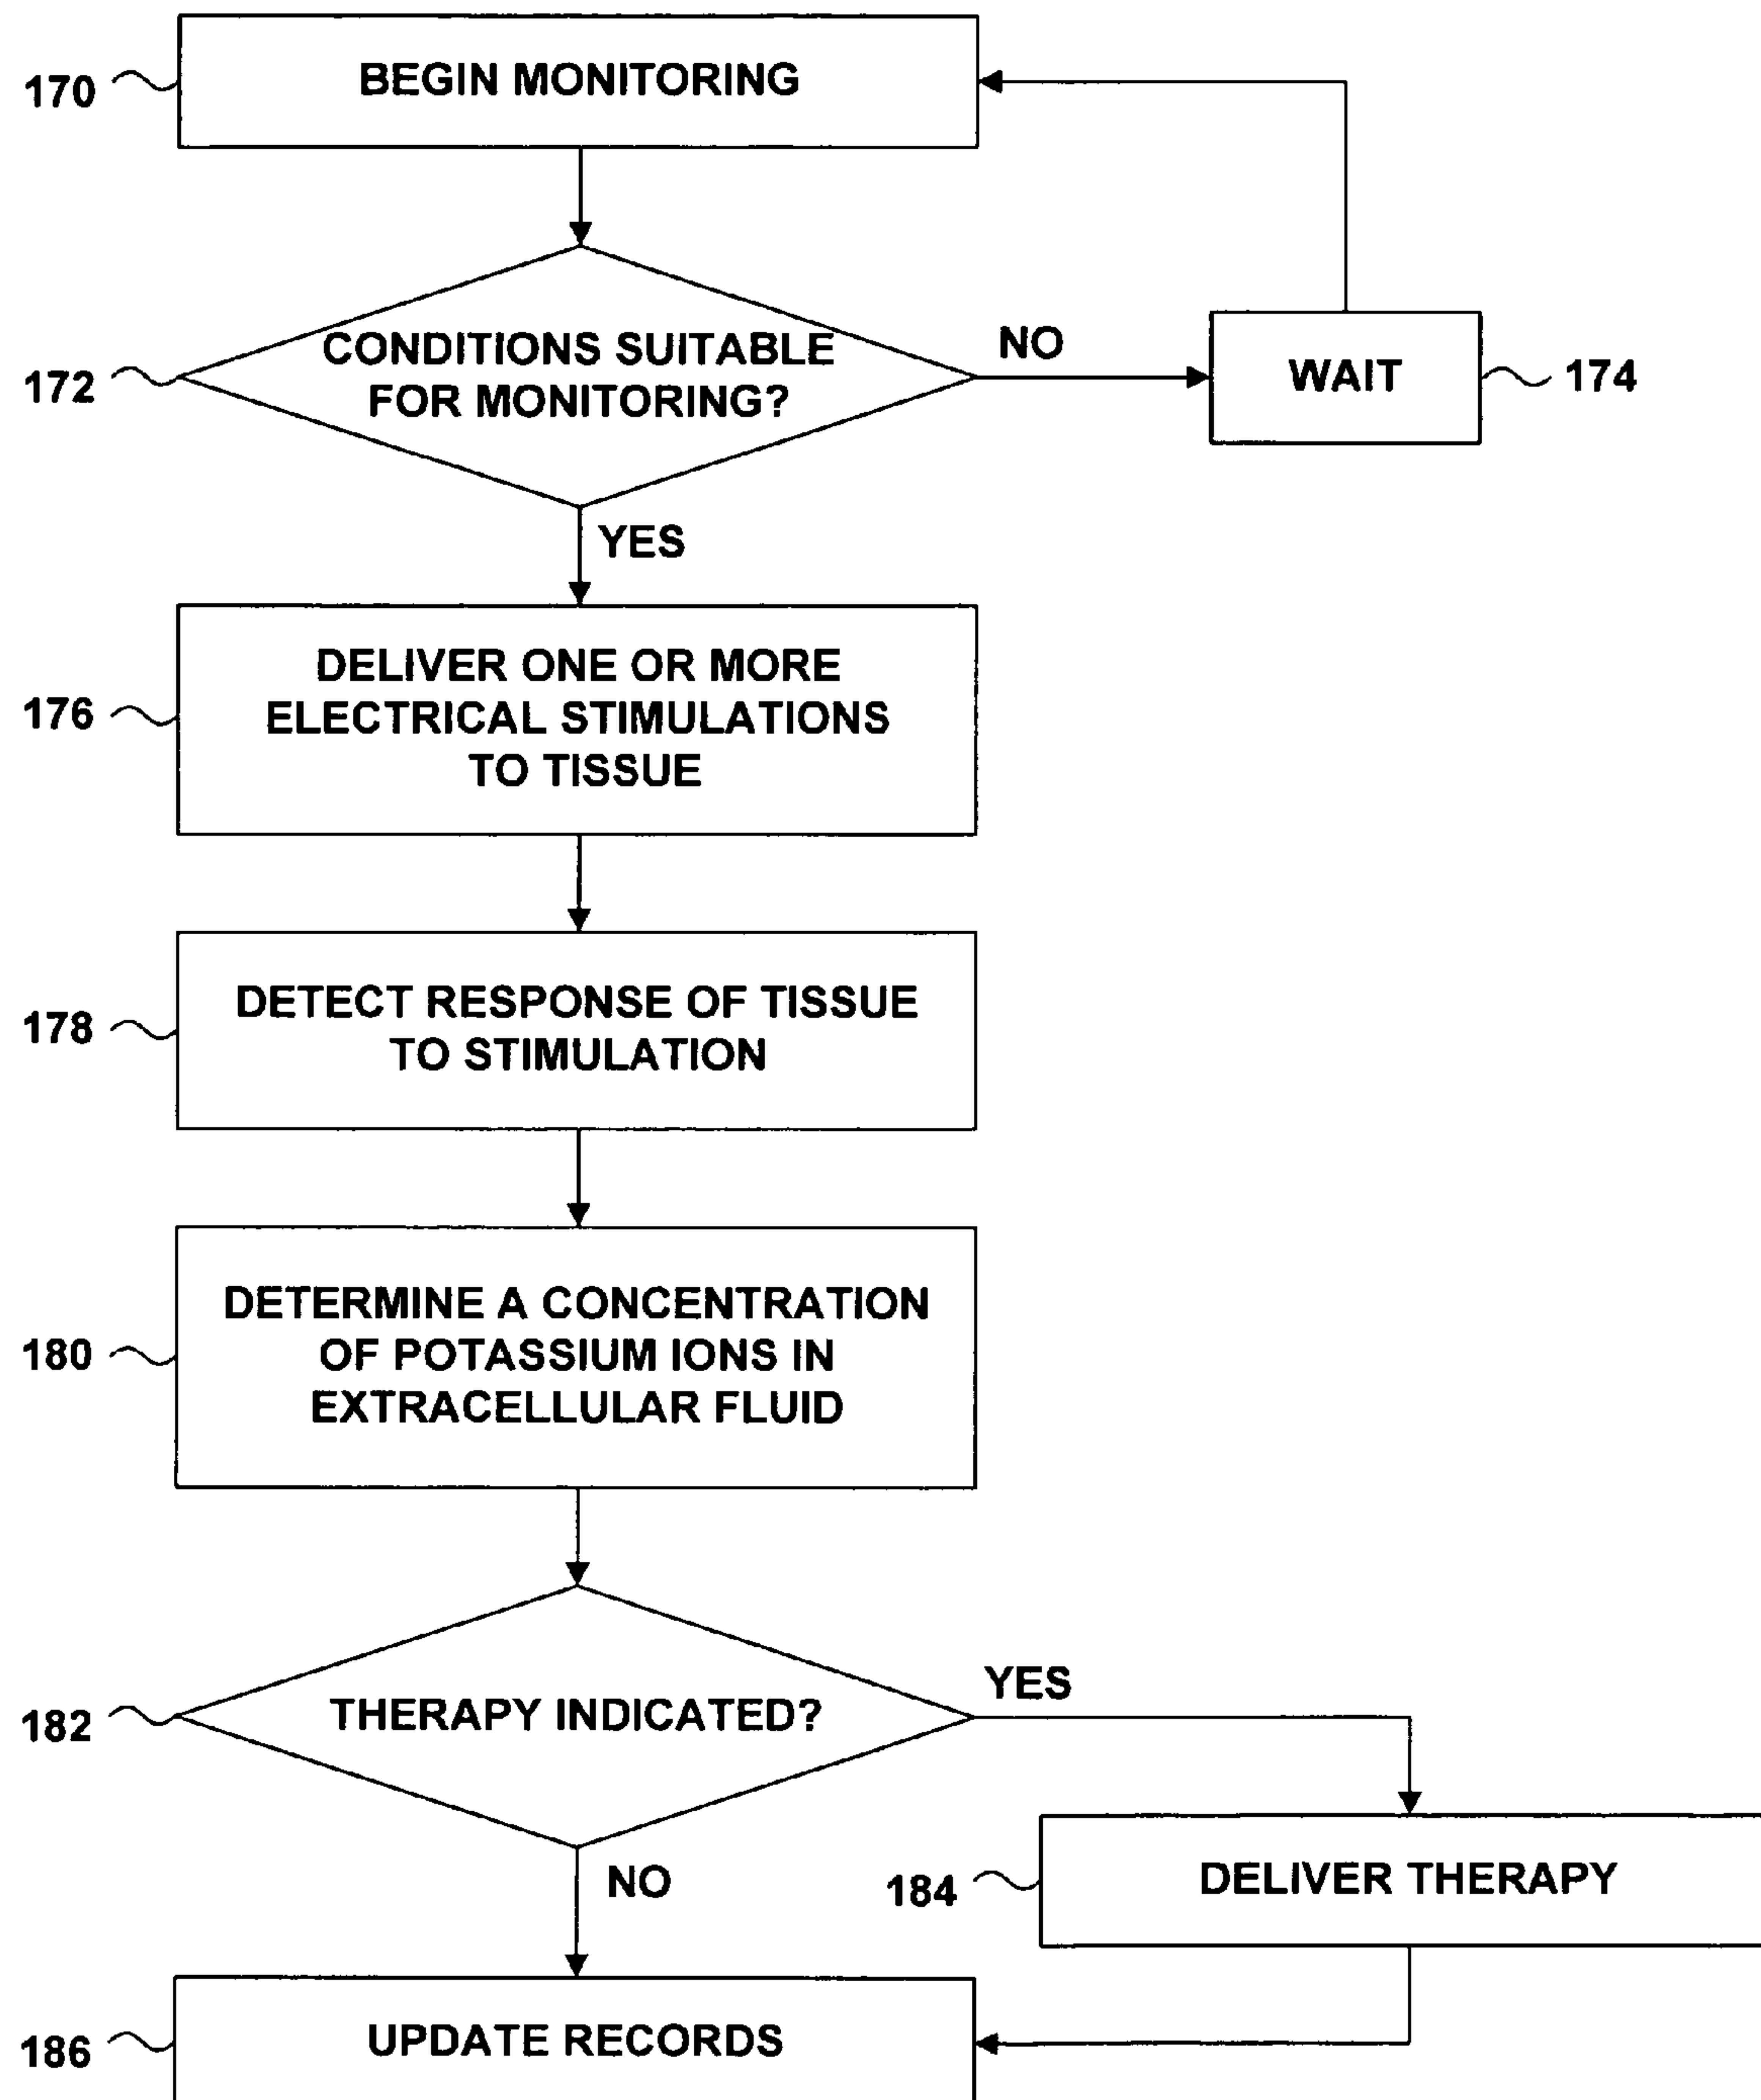 170
BEGIN MONITORING
172
CONDITIONS SUITABLE
FOR MONITORING?
NO
WAIT
174
YES
176
DELIVER ONE OR MORE
ELECTRICAL STIMULATIONS
TO TISSUE
178
DETECT RESPONSE OF TISSUE
TO STIMULATION
180
DETERMINE A CONCENTRATION
OF POTASSIUM IONS IN
EXTRACELLULAR FLUID
182
THERAPY INDICATED?
YES
NO
184
DELIVER THERAPY
186
UPDATE RECORDS